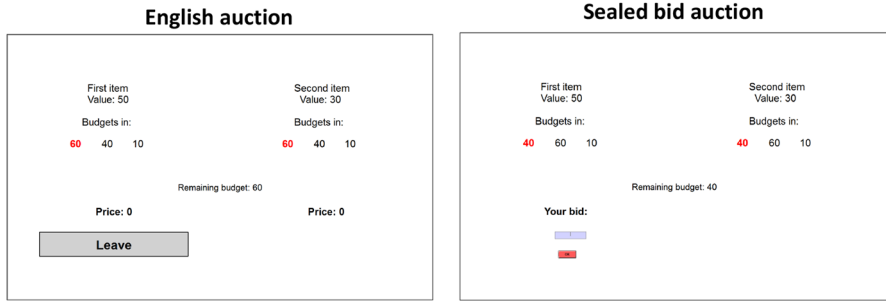 English auction
First item
Value: 50
Budgets in:
60 40 10
Second item
Value: 30
Budgets in:
60 40 10
Remaining budget: 60
Price: 0
Price: 0
Leave
Sealed bid auction
First item
Value: 50
Budgets in:
40 60 10
Second item
Value: 30
Budgets in:
40 60 10
Remaining budget: 40
Your bid: